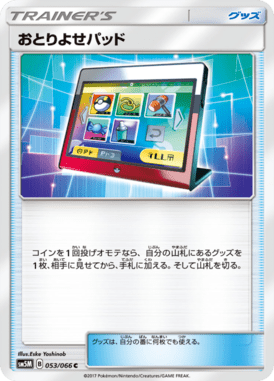 TRAINER'S
グッズ
おとりよせパッド
コインを1回投げオモテなら、自分の山札にあるグッズを
1枚、相手に見せてから、手札に加える。そして山札を切る。
Illus.Eske Yoshinob
SM5M 053/066 C
グッズは、自分の番に何枚でも使える。
©2017 Pokémon/Nintendo/Creatures/GAME FREAK.